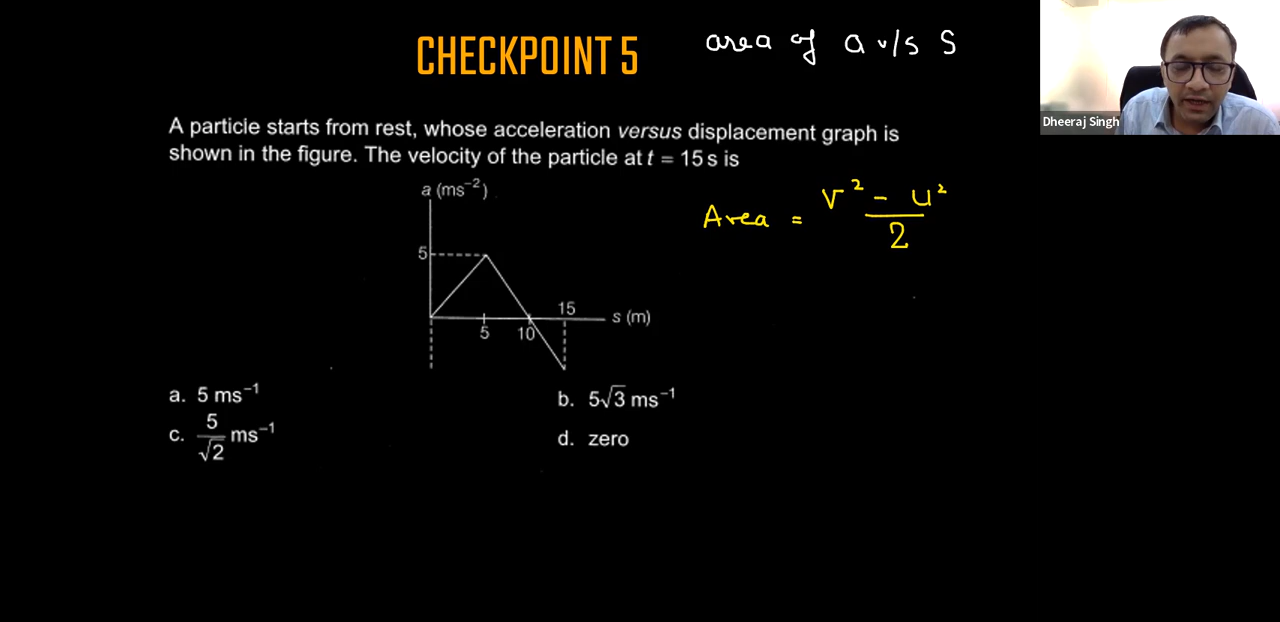 CHECKPOINT 5
area of a v/s S
Dheeraj Singh
A particle starts from rest, whose acceleration versus displacement graph is
shown in the figure. The velocity of the particle at t = 15 s is
a (ms⁻²)
Area = v² - u² / 2
5
15
s (m)
5
10
a. 5 ms⁻¹
b. 5√3 ms⁻¹
c. 5/√2 ms⁻¹
d. zero